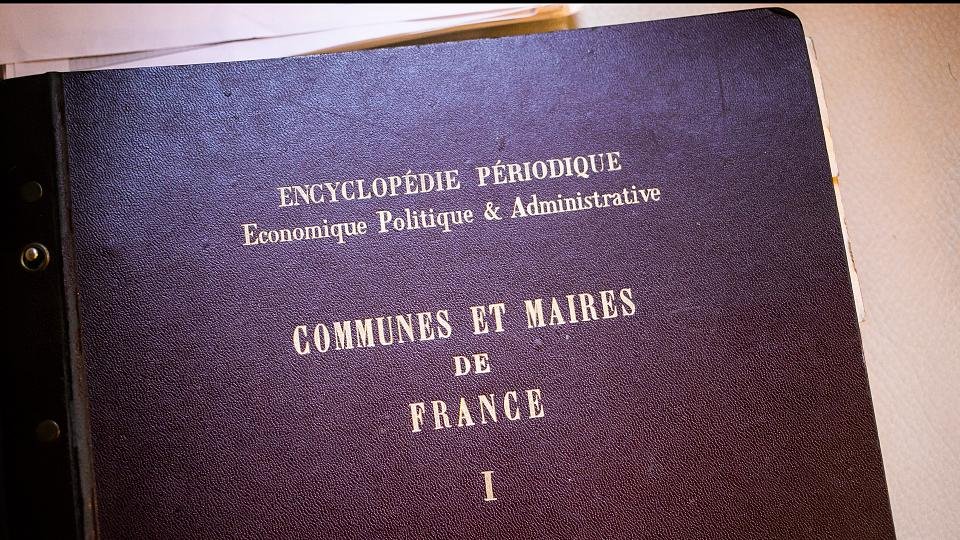 ENCYCLOPÉDIE PÉRIODIQUE
Economique Politique & Administrative
COMMUNES ET MAIRES
DE
FRANCE
I